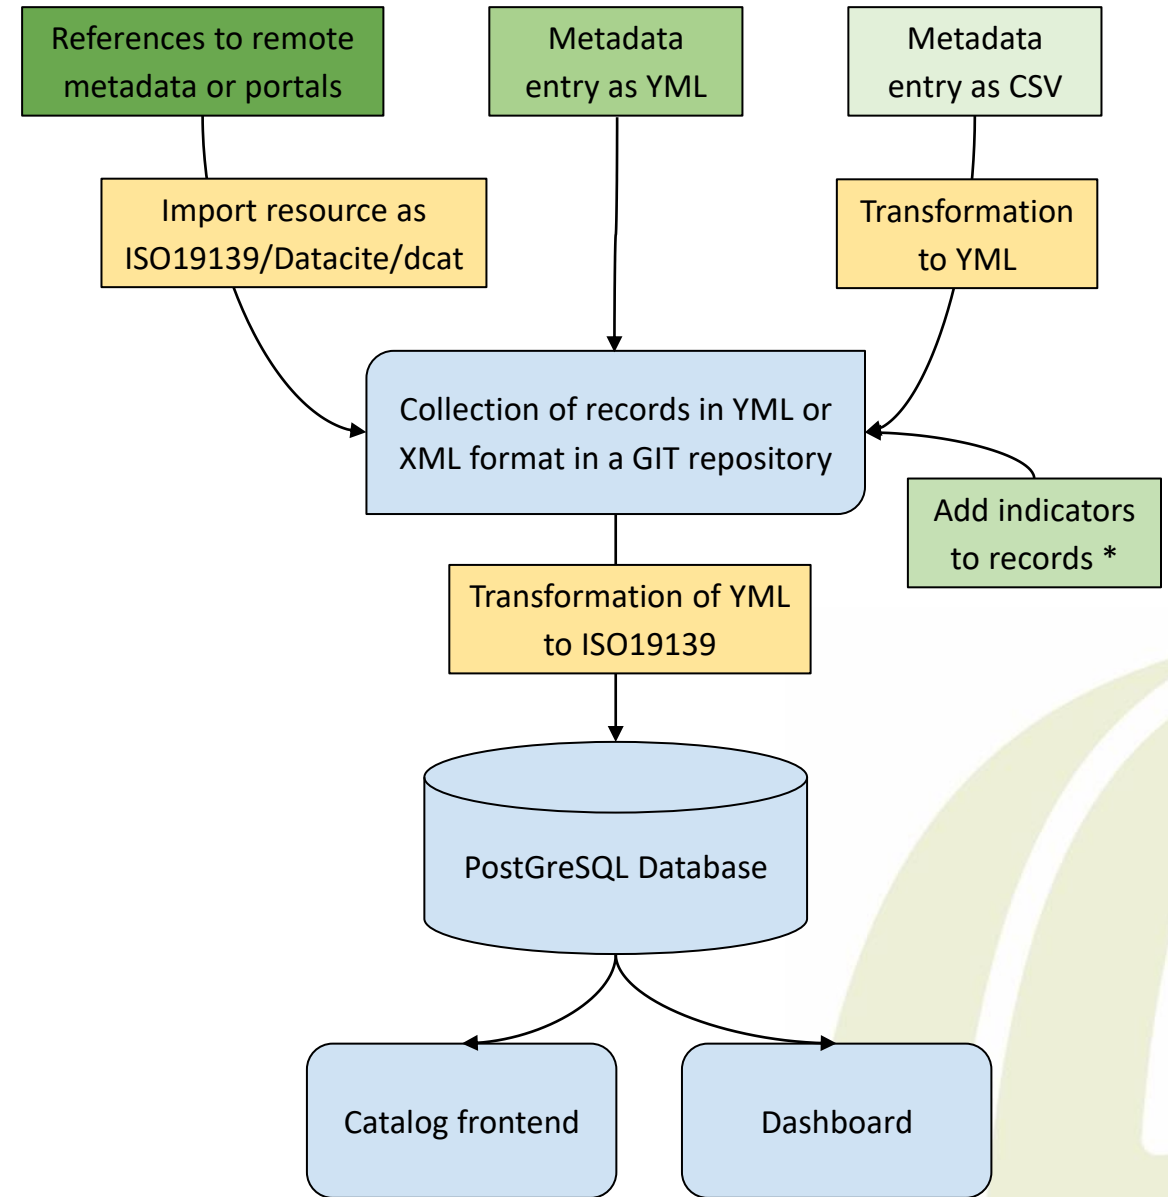 References to remote
metadata or portals
Metadata
entry as YML
Metadata
entry as CSV
Import resource as
ISO19139/Datacite/dcat
Transformation
to YML
Collection of records in YML or
XML format in a GIT repository
Add indicators
to records *
Transformation of YML
to ISO19139
PostGreSQL Database
Catalog frontend
Dashboard